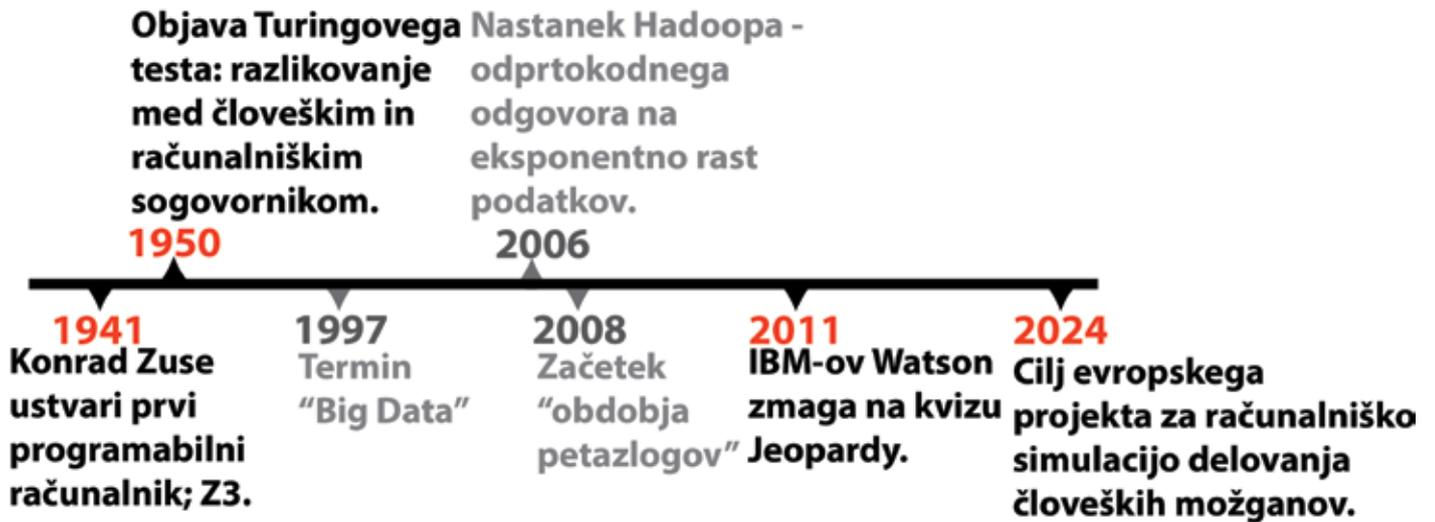 Objava Turingovega
testa: razlikovanje
med človeškim in
računalniškim
sogovornikom.
1950
Nastanek Hadoopa -
odprtokodnega
odgovora na
eksponentno rast
podatkov.
2006
1941
Konrad Zuse
ustvari prvi
programabilni
računalnik; Z3.
1997
Termin
“Big Data”
2008
Začetek
“obdobja
petazlogov”
2011
IBM-ov Watson
zmaga na kvizu
Jeopardy.
2024
Cilj evropskega
projekta za računalniško
simulacijo delovanja
človeških možganov.